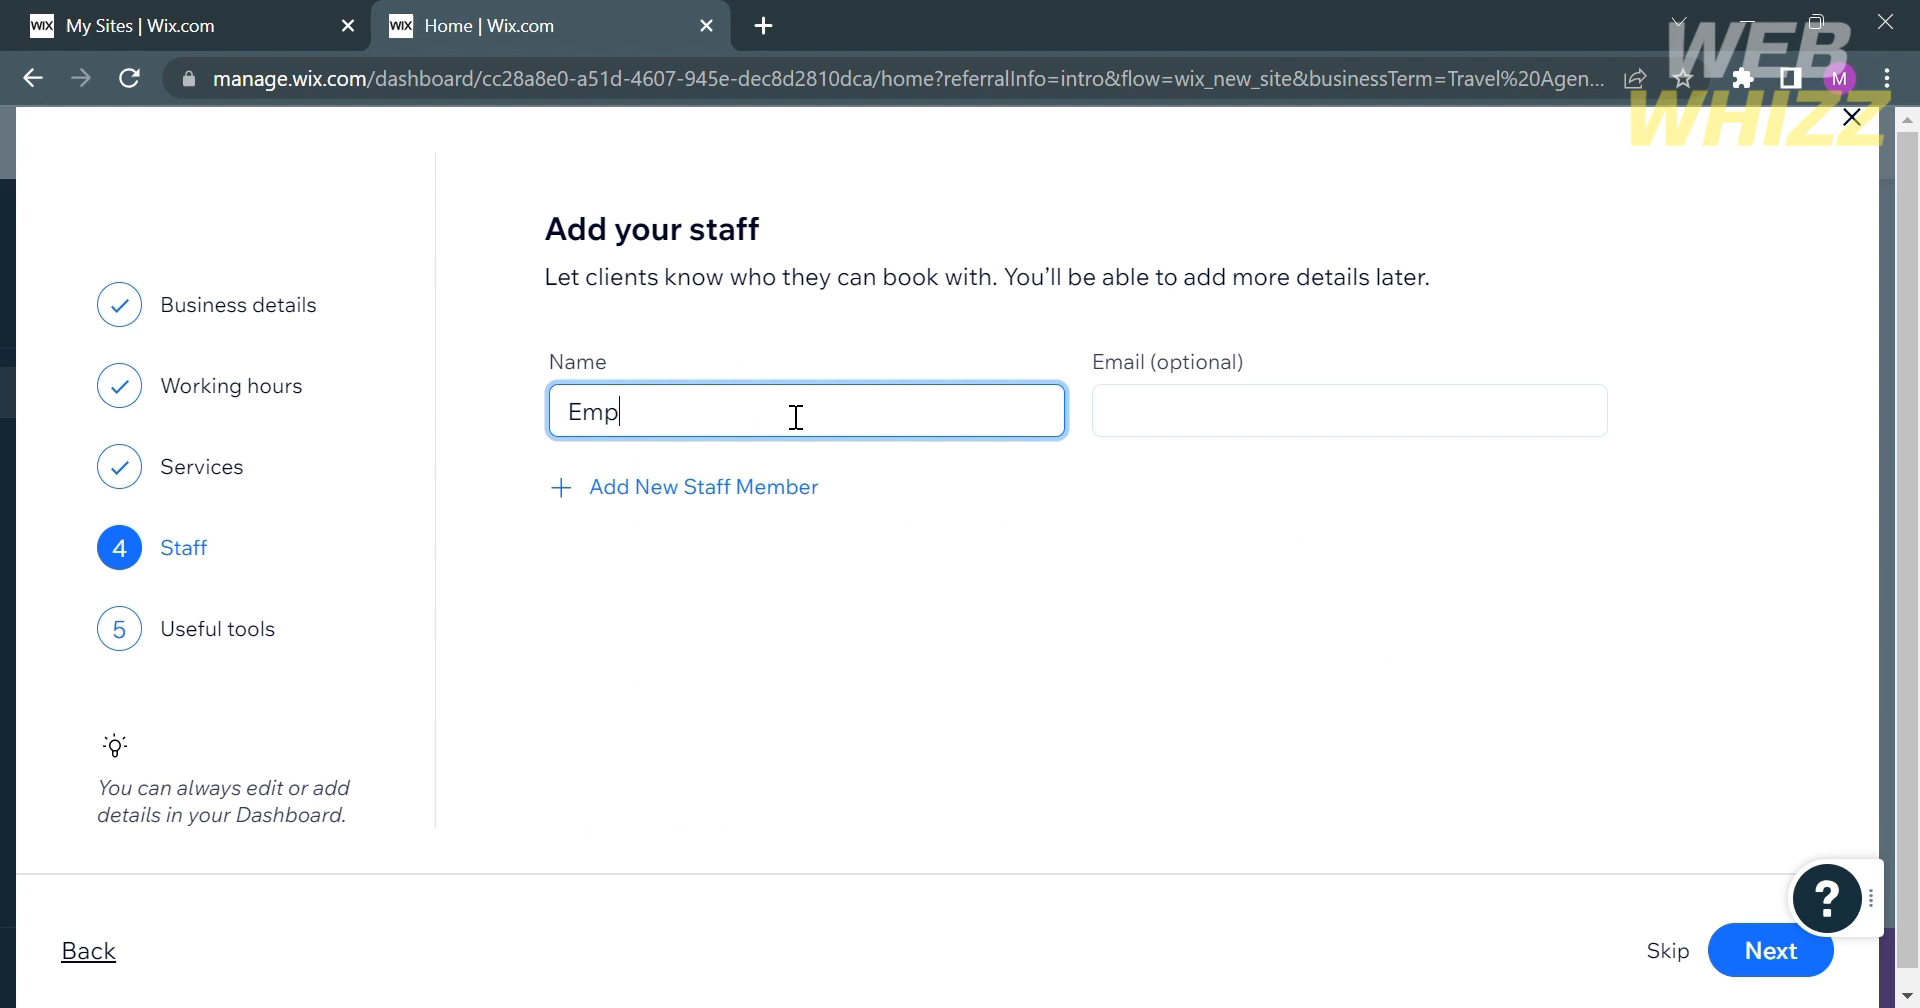 WIX My Sites | Wix.com
WIX Home | Wix.com
manage.wix.com/dashboard/cc28a8e0-a51d-4607-945e-dec8d2810dca/home?referralInfo=intro&flow=wix_new_site&businessTerm=Travel%20Agen...
M
WEB
WHIZZ
Add your staff
Let clients know who they can book with. You'll be able to add more details later.
Business details
Working hours
Services
4 Staff
5 Useful tools
Name
Email (optional)
Emp
+ Add New Staff Member
You can always edit or add
details in your Dashboard.
?
Back
Skip
Next